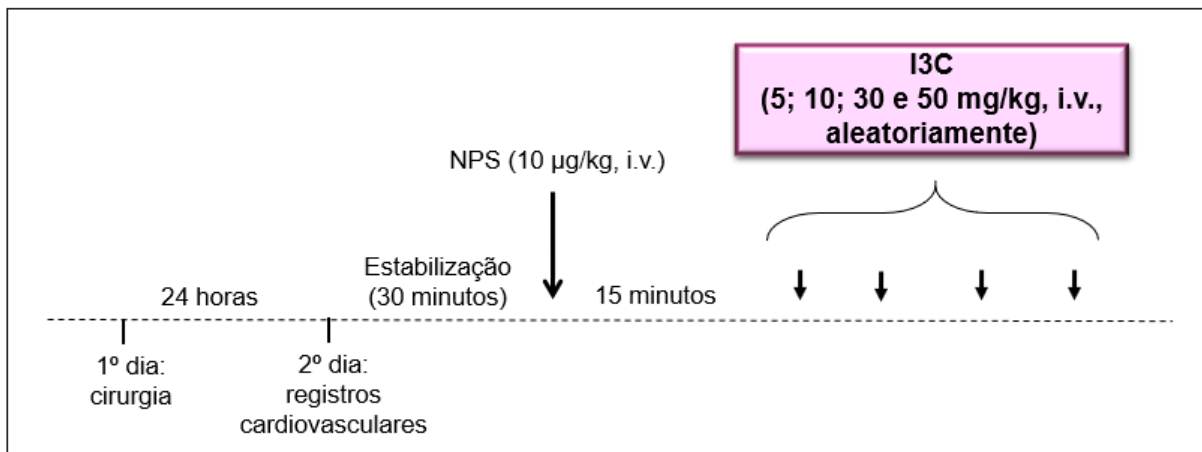 I3C
(5; 10; 30 e 50 mg/kg, i.v.,
aleatoriamente)
NPS (10 µg/kg, i.v.)
Estabilização
(30 minutos)
24 horas
15 minutos
1º dia:
cirurgia
2º dia:
registros
cardiovasculares